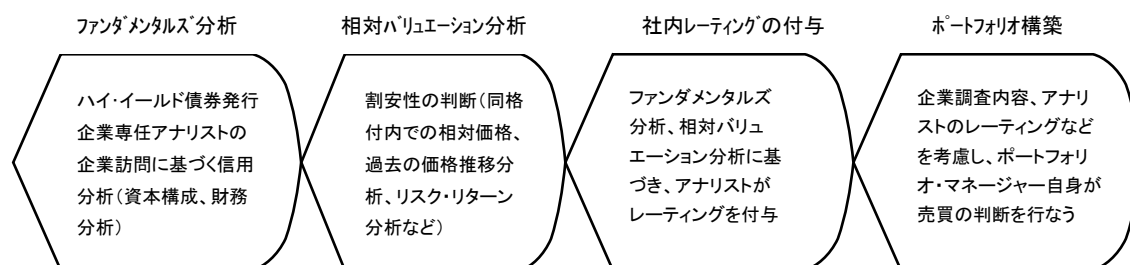 ファンダメンタルズ分析
ハイ・イールド債券発行
企業専任アナリストの
企業訪問に基づく信用
分析(資本構成、財務
分析)
相対バリュエーション分析
割安性の判断(同格
付内での相対価格、
過去の価格推移分
析、リスク・リターン
分析など)
社内レーティングの付与
ファンダメンタルズ
分析、相対バリュ
エーション分析に基
づき、アナリストが
レーティングを付与
ポートフォリオ構築
企業調査内容、アナリ
ストのレーティングなど
を考慮し、ポートフォリ
オ・マネージャー自身が
売買の判断を行なう